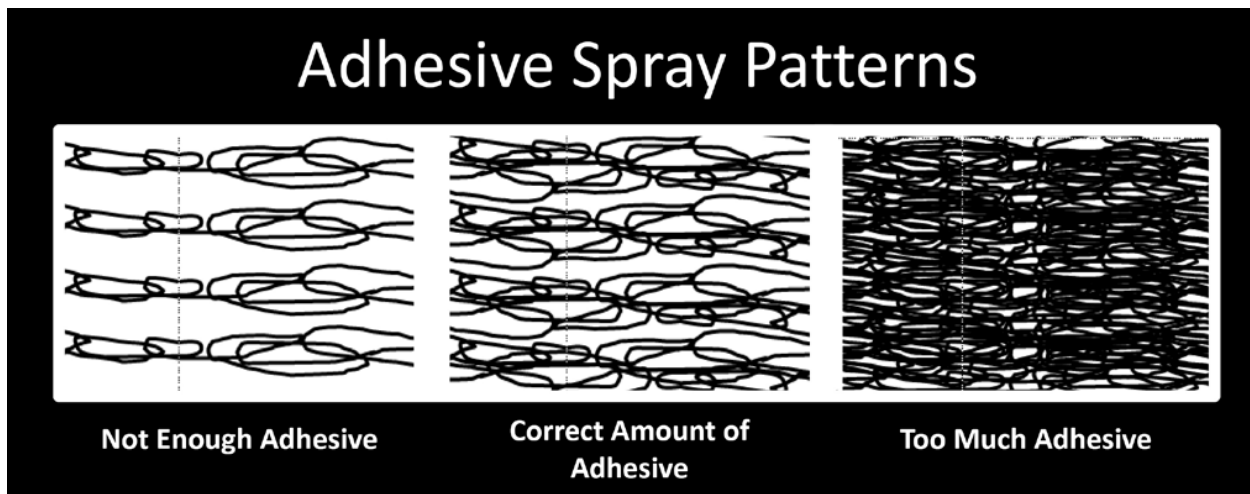 Adhesive Spray Patterns
Not Enough Adhesive
Correct Amount of
Adhesive
Too Much Adhesive